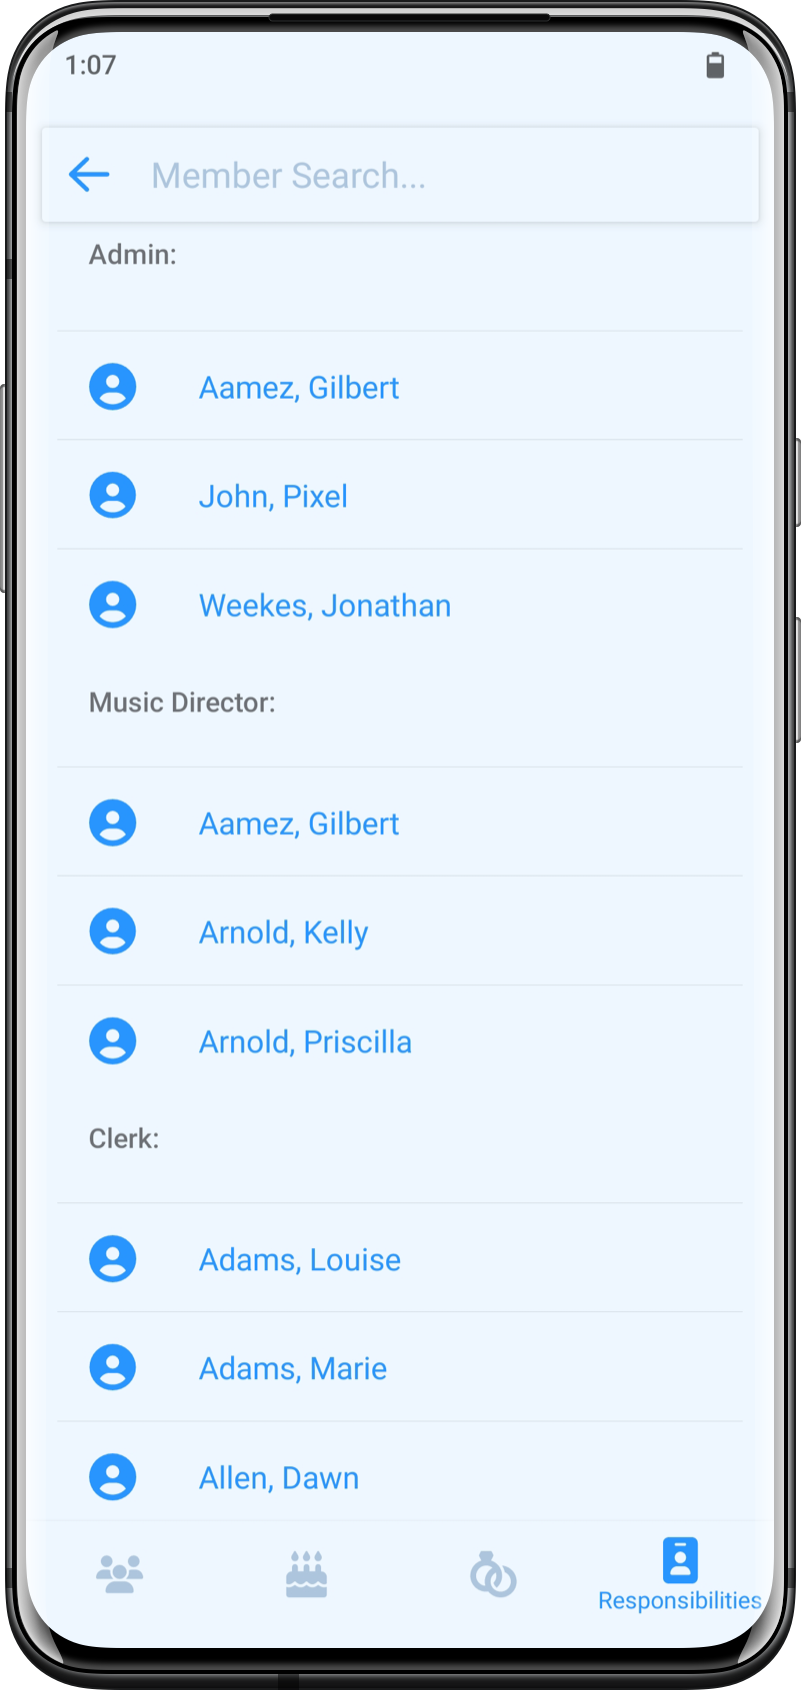 1:07
Member Search...
Admin:
Aamez, Gilbert
John, Pixel
Weekes, Jonathan
Music Director:
Aamez, Gilbert
Arnold, Kelly
Arnold, Priscilla
Clerk:
Adams, Louise
Adams, Marie
Allen, Dawn
Responsibilities